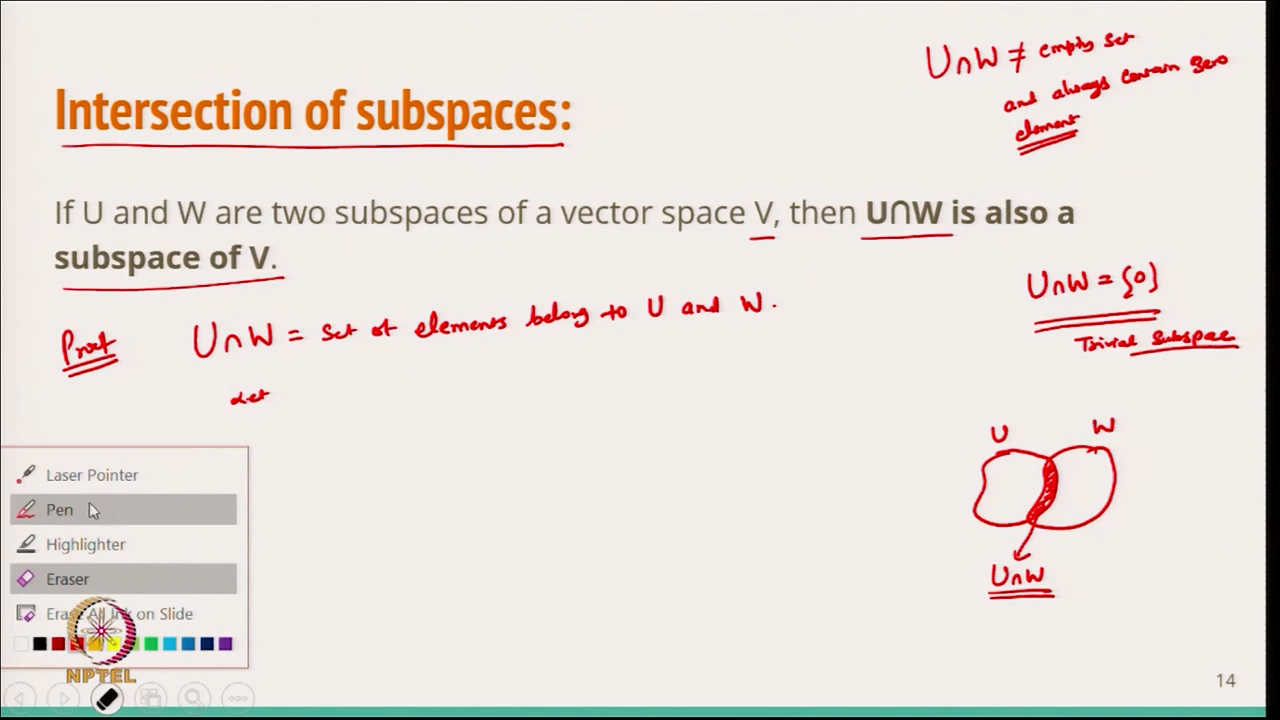 U∩W ≠ empty set
and always contain zero
element
Intersection of subspaces:
If U and W are two subspaces of a vector space V, then U∩W is also a
subspace of V.
U∩W = {0}
Trivial Subspac
Proof U∩W = set of elements belong to U and W.
Let
U W
U∩W
Laser Pointer
Pen
Highlighter
Eraser
Erase All Ink on Slide
NPTEL
14